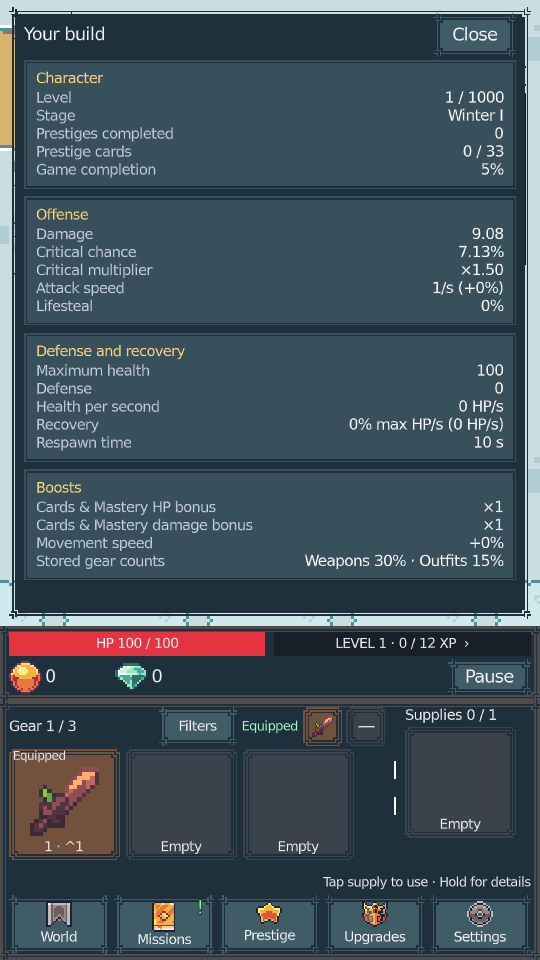 Your build
Close
Character
Level 1 / 1000
Stage Winter I
Prestiges completed 0
Prestige cards 0 / 33
Game completion 5%
Offense
Damage 9.08
Critical chance 7.13%
Critical multiplier ×1.50
Attack speed 1/s (+0%)
Lifesteal 0%
Defense and recovery
Maximum health 100
Defense 0
Health per second 0 HP/s
Recovery 0% max HP/s (0 HP/s)
Respawn time 10 s
Boosts
Cards & Mastery HP bonus ×1
Cards & Mastery damage bonus ×1
Movement speed +0%
Stored gear counts Weapons 30% · Outfits 15%
HP 100 / 100
LEVEL 1 · 0 / 12 XP ›
0
0
Pause
Gear 1 / 3
Filters
Equipped
—
Supplies 0 / 1
Equipped
1 · ^1
Empty
Empty
Empty
Tap supply to use · Hold for details
World
Missions
!
Prestige
Upgrades
Settings